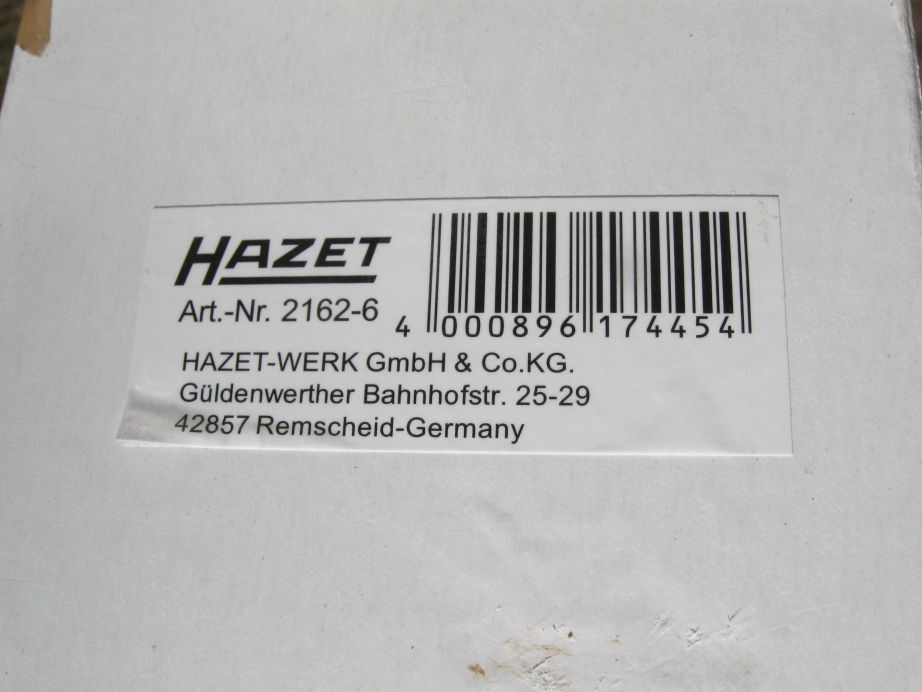 HAZET
Art.-Nr. 2162-6
4 000896 174454
HAZET-WERK GmbH & Co.KG.
Güldenwerther Bahnhofstr. 25-29
42857 Remscheid-Germany